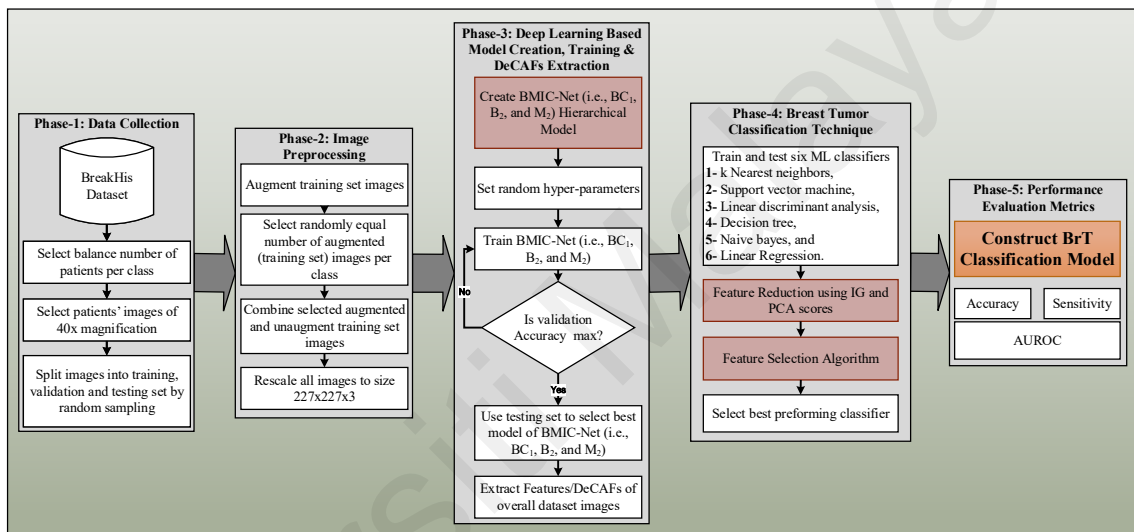 Phase-1: Data Collection
BreakHis
Dataset
Select balance number of
patients per class
Select patients' images of
40x magnification
Split images into training,
validation and testing set by
random sampling
Phase-2: Image
Preprocessing
Augment training set images
Select randomly equal
number of augmented
(training set) images per
class
Combine selected augmented
and unaugment training set
images
Rescale all images to size
227x227x3
Phase-3: Deep Learning Based
Model Creation, Training &
DeCAFs Extraction
Create BMIC-Net (i.e., BC₁,
B₂, and M₂) Hierarchical
Model
Set random hyper-parameters
Train BMIC-Net (i.e., BC₁,
B₂, and M₂)
No
Is validation
Accuracy max?
Yes
Use testing set to select best
model of BMIC-Net (i.e.,
BC₁, B₂, and M₂)
Extract Features/DeCAFs of
overall dataset images
Phase-4: Breast Tumor
Classification Technique
Train and test six ML classifiers
1- k Nearest neighbors,
2- Support vector machine,
3- Linear discriminant analysis,
4- Decision tree,
5- Naive bayes, and
6- Linear Regression.
Feature Reduction using IG and
PCA scores
Feature Selection Algorithm
Select best preforming classifier
Phase-5: Performance
Evaluation Metrics
Construct BrT
Classification Model
Accuracy
Sensitivity
AUROC